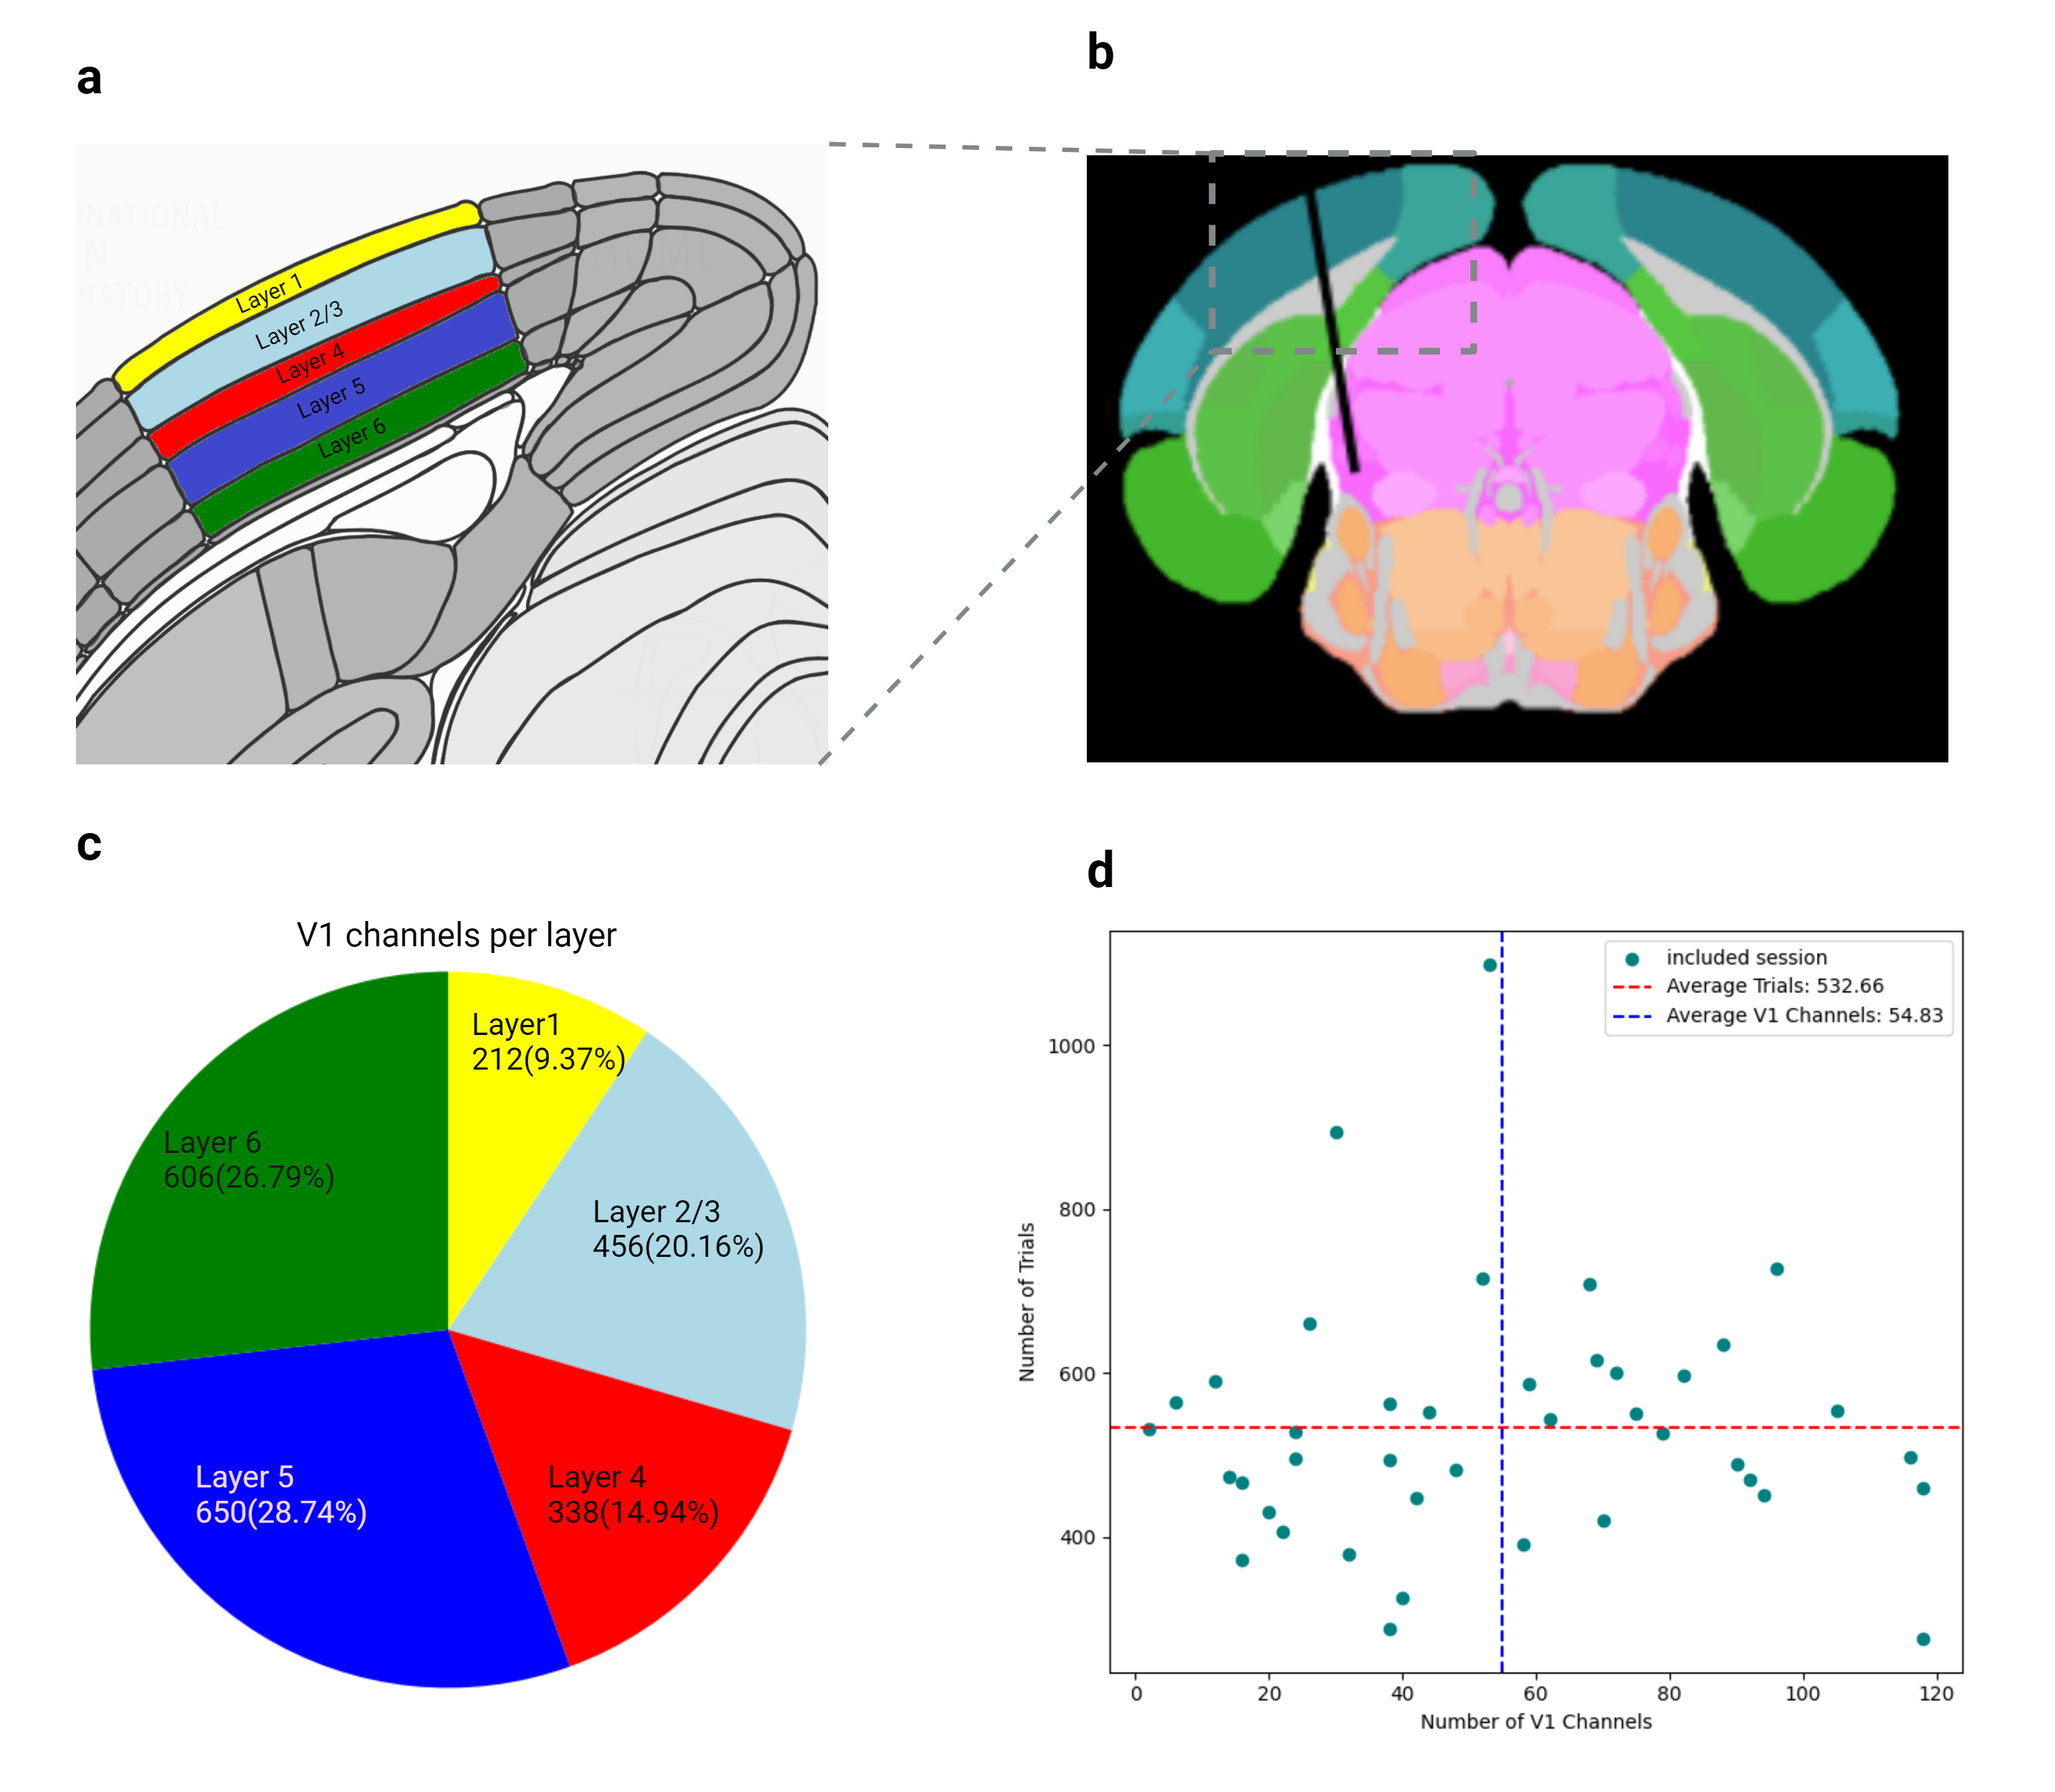 a
b
INATIONAL
IN
RATORY
Layer 1
Layer 2/3
Layer 4
Layer 5
Layer 6
c
V1 channels per layer
Layer1
212(9.37%)
Layer 6
606(26.79%)
Layer 2/3
456(20.16%)
Layer 5
650(28.74%)
Layer 4
338(14.94%)
d
included session
Average Trials: 532.66
Average V1 Channels: 54.83
Number of Trials
1000
800
600
400
0 20 40 60 80 100 120
Number of V1 Channels